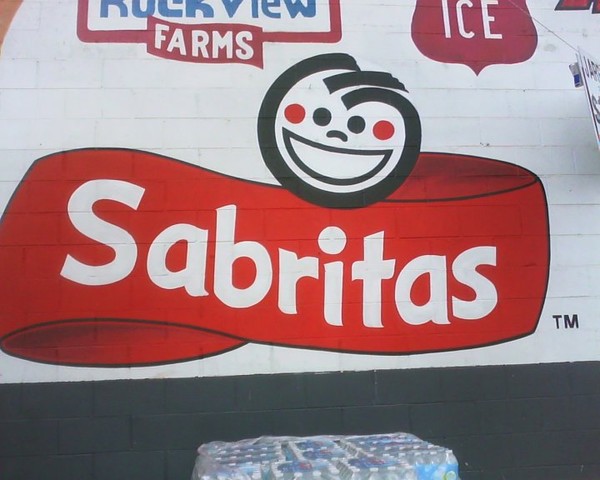 ROCKVIEW
FARMS
ICE
Sabritas
TM